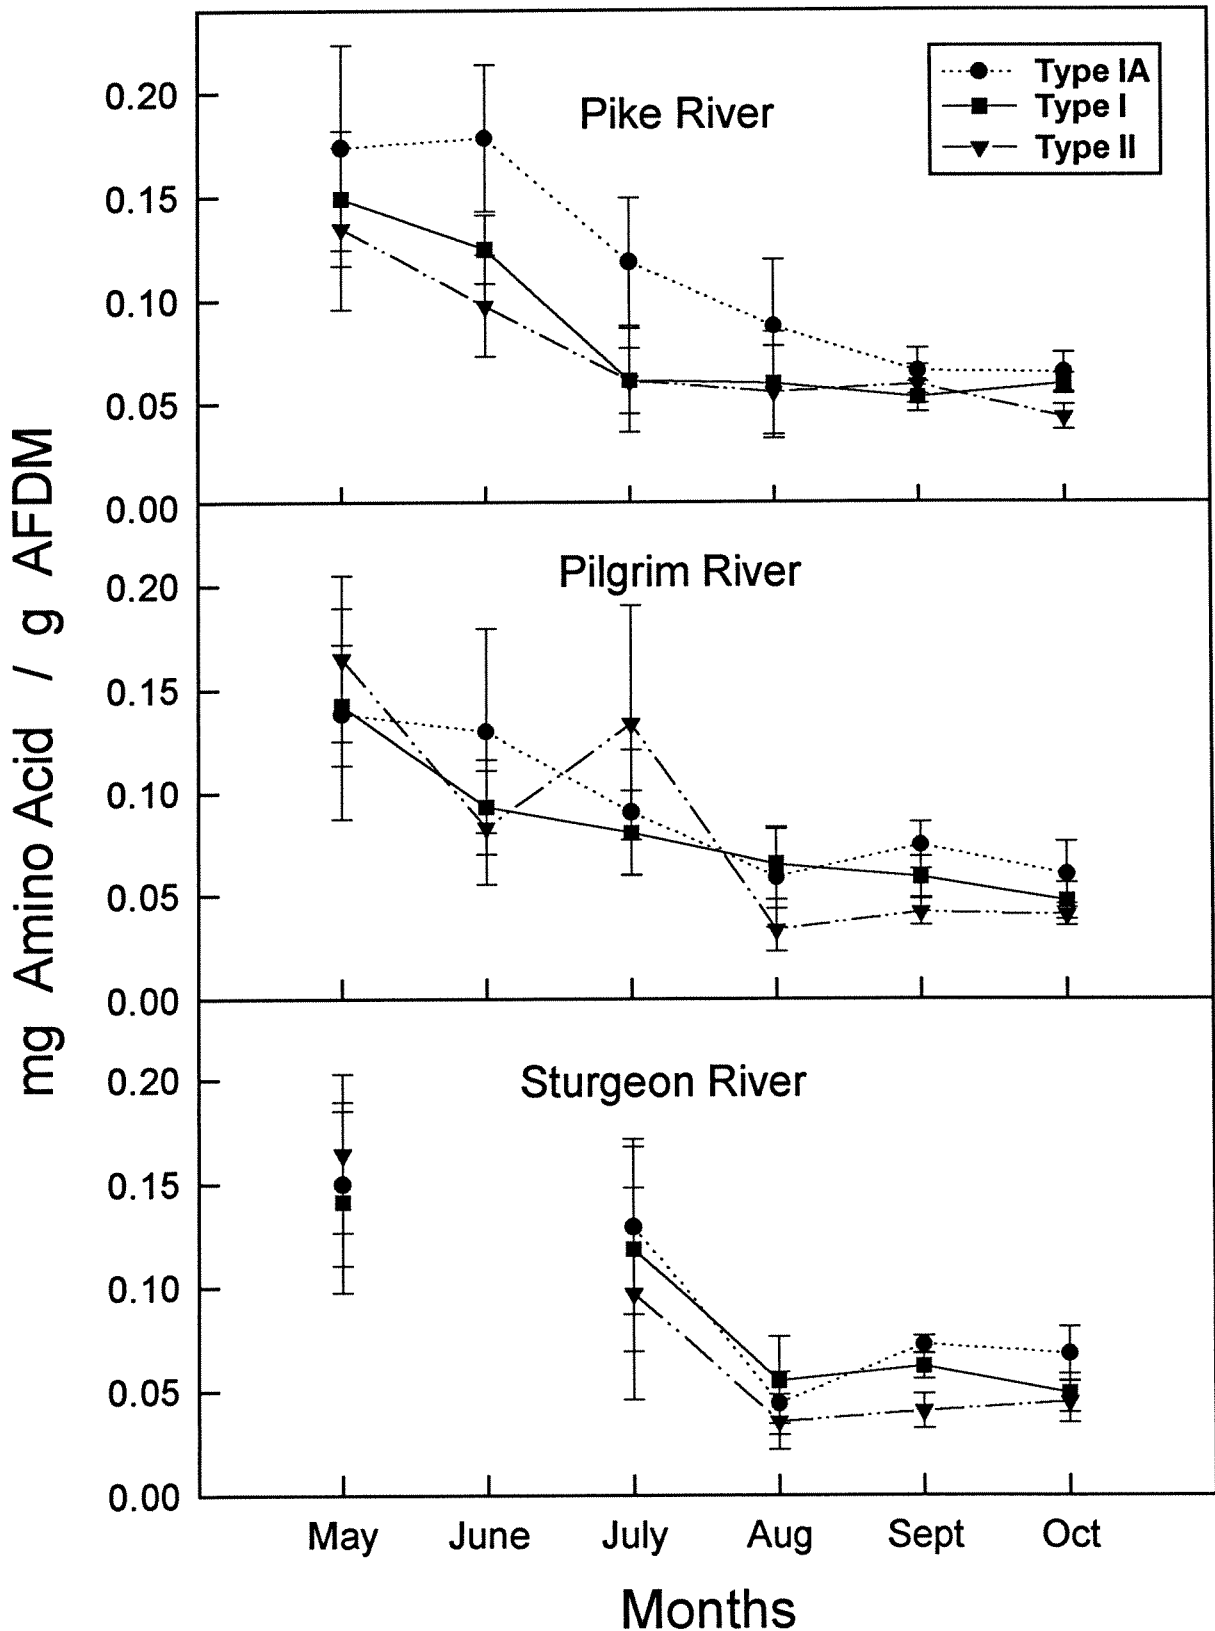 Type IA
Type I
Type II
Pike River
0.20
0.15
0.10
0.05
0.00
Pilgrim River
0.20
0.15
0.10
0.05
0.00
Sturgeon River
0.20
0.15
0.10
0.05
0.00
mg Amino Acid / g AFDM
May June July Aug Sept Oct
Months